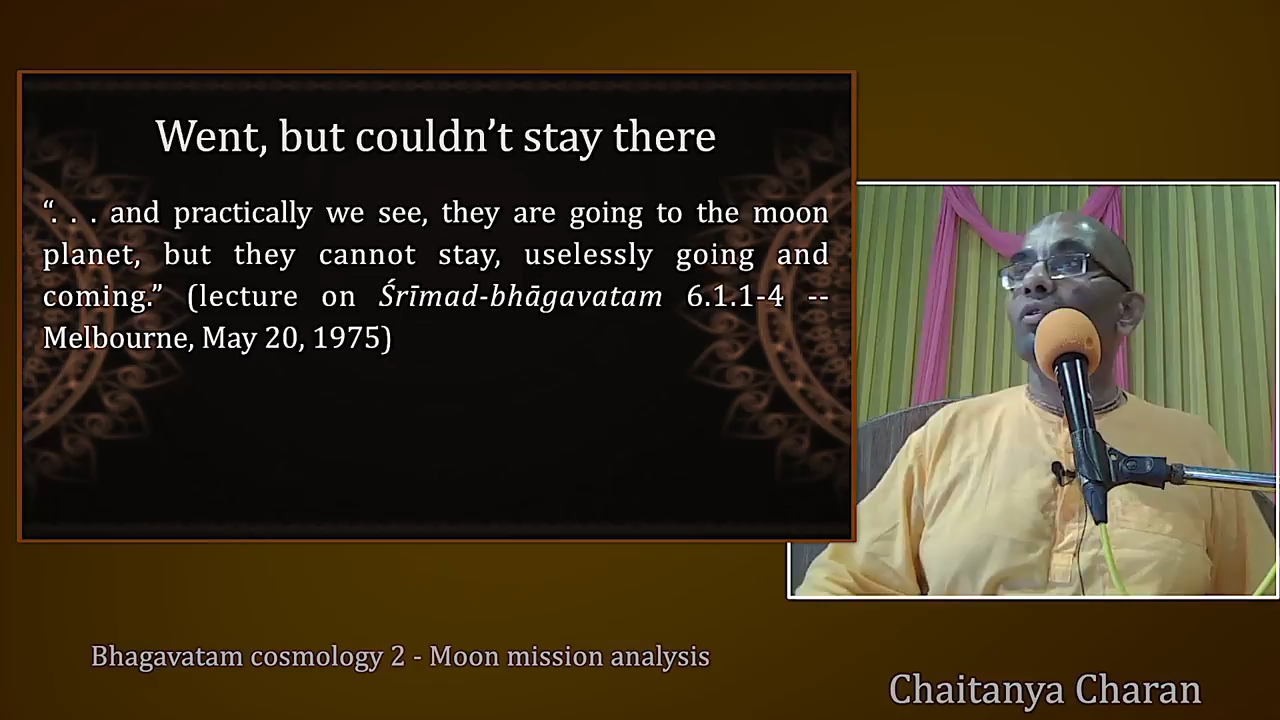 Went, but couldn’t stay there
“. . . and practically we see, they are going to the moon
planet, but they cannot stay, uselessly going and
coming.” (lecture on Śrīmad-bhāgavatam 6.1.1-4 --
Melbourne, May 20, 1975)
Bhagavatam cosmology 2 - Moon mission analysis
Chaitanya Charan